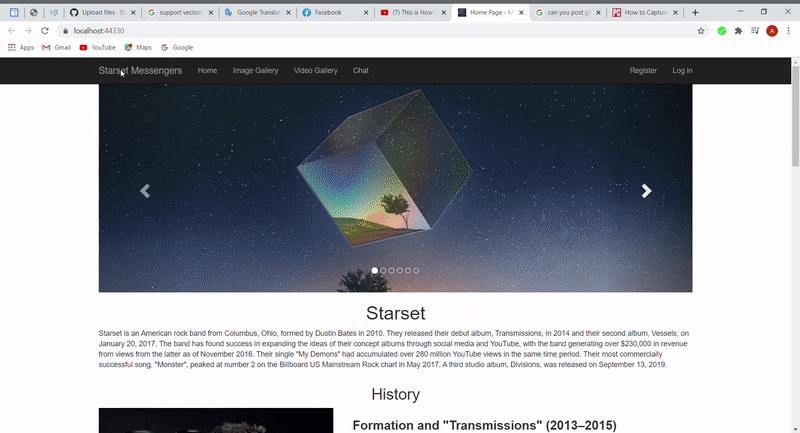 Upload files · S
support vector
Google Translat
Facebook
(7) This is How
Home Page - M
can you post g
How to Captur
localhost:44330
A
Apps
Gmail
YouTube
Maps
Google
Starset Messengers
Home
Image Gallery
Video Gallery
Chat
Register
Log in
Starset
Starset is an American rock band from Columbus, Ohio, formed by Dustin Bates in 2010. They released their debut album, Transmissions, in 2014 and their second album, Vessels, on
January 20, 2017. The band has found success in expanding the ideas of their concept albums through social media and YouTube, with the band generating over $230,000 in revenue
from views from the latter as of November 2016. Their single "My Demons" had accumulated over 280 million YouTube views in the same time period. Their most commercially
successful song, "Monster", peaked at number 2 on the Billboard US Mainstream Rock chart in May 2017. A third studio album, Divisions, was released on September 13, 2019.
History
Formation and "Transmissions" (2013–2015)